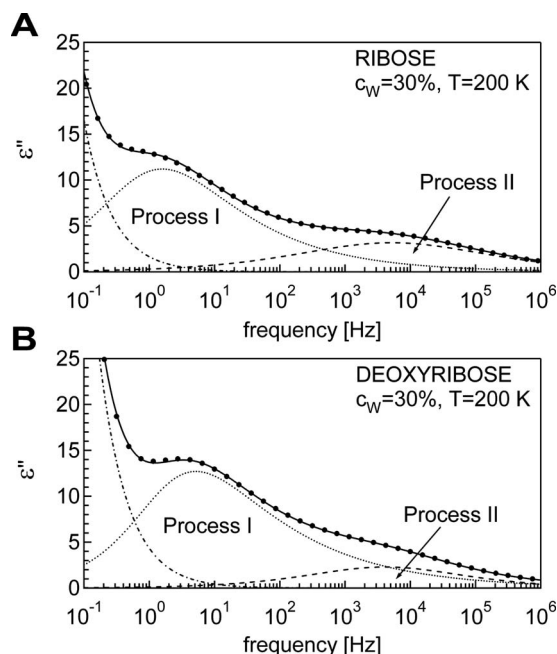 A
RIBOSE
c_W=30%, T=200 K
25
20
15
10
5
0
ε''
Process I
Process II
10^-1 10^0 10^1 10^2 10^3 10^4 10^5 10^6
frequency [Hz]
B
DEOXYRIBOSE
c_W=30%, T=200 K
25
20
15
10
5
0
ε''
Process I
Process II
10^-1 10^0 10^1 10^2 10^3 10^4 10^5 10^6
frequency [Hz]